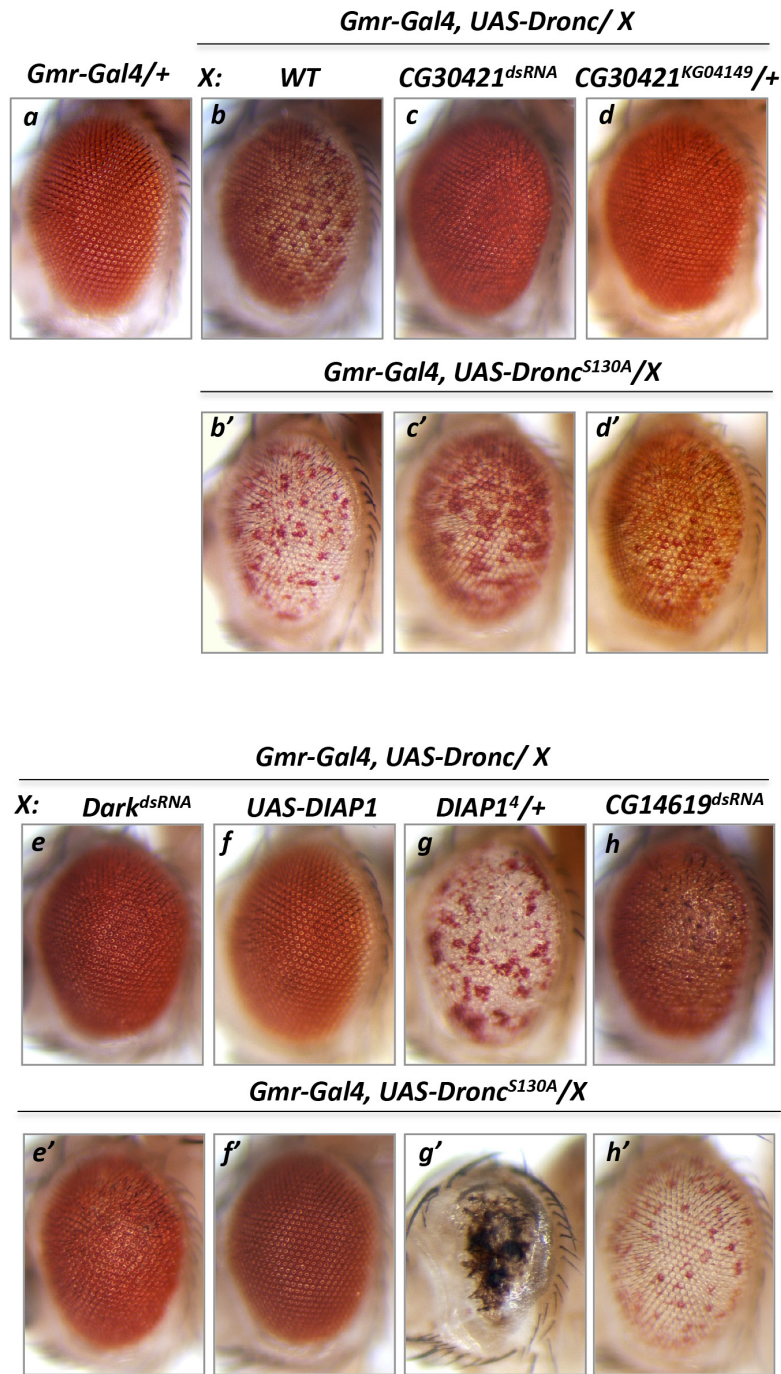 Gmr-Gal4, UAS-Dronc/ X
Gmr-Gal4/+ X: WT CG30421dsRNA CG30421KG04149/+
a b c d
Gmr-Gal4, UAS-DroncS130A/X
b’ c’ d’
Gmr-Gal4, UAS-Dronc/ X
X: DarkdsRNA UAS-DIAP1 DIAP14/+ CG14619dsRNA
e f g h
Gmr-Gal4, UAS-DroncS130A/X
e’ f’ g’ h’